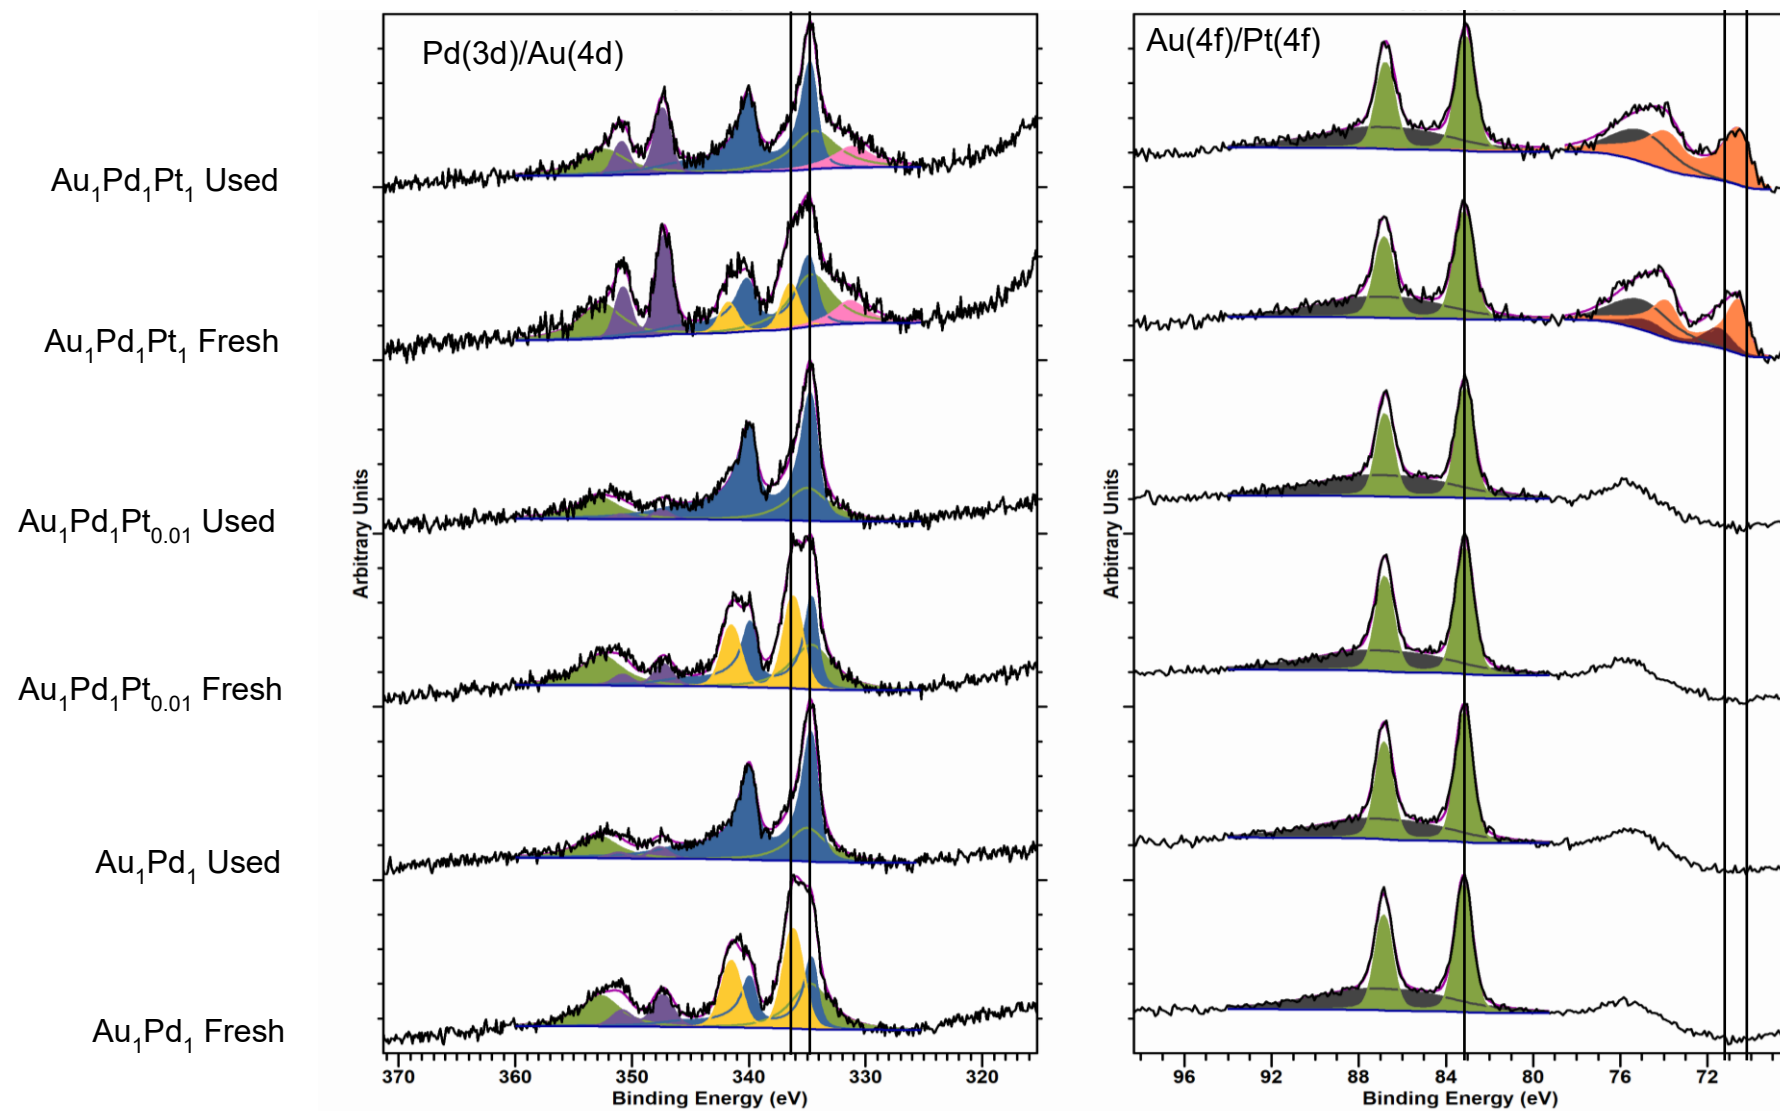 Pd(3d)/Au(4d)
Au(4f)/Pt(4f)
Au1Pd1Pt1 Used
Au1Pd1Pt1 Fresh
Au1Pd1Pt0.01 Used
Au1Pd1Pt0.01 Fresh
Au1Pd1 Used
Au1Pd1 Fresh
Arbitrary Units
Arbitrary Units
370 360 350 340 330 320
Binding Energy (eV)
96 92 88 84 80 76 72
Binding Energy (eV)